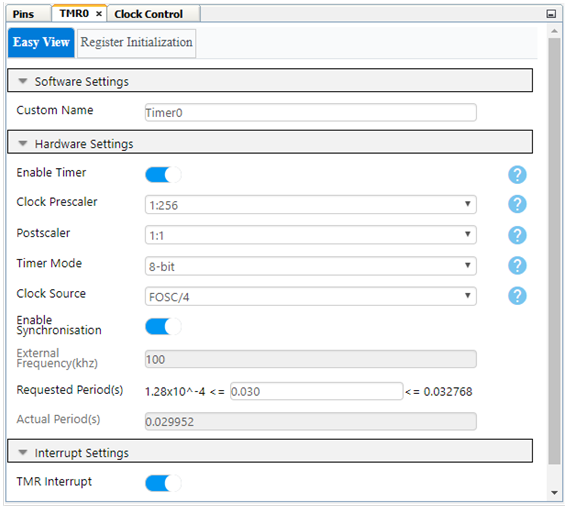 Pins TMR0 × Clock Control
Easy View Register Initialization
Software Settings
Custom Name Timer0
Hardware Settings
Enable Timer ?
Clock Prescaler 1:256 ?
Postscaler 1:1 ?
Timer Mode 8-bit ?
Clock Source FOSC/4 ?
Enable
Synchronisation
External
Frequency(khz) 100
Requested Period(s) 1.28x10^-4 <= 0.030 <= 0.032768
Actual Period(s) 0.029952
Interrupt Settings
TMR Interrupt